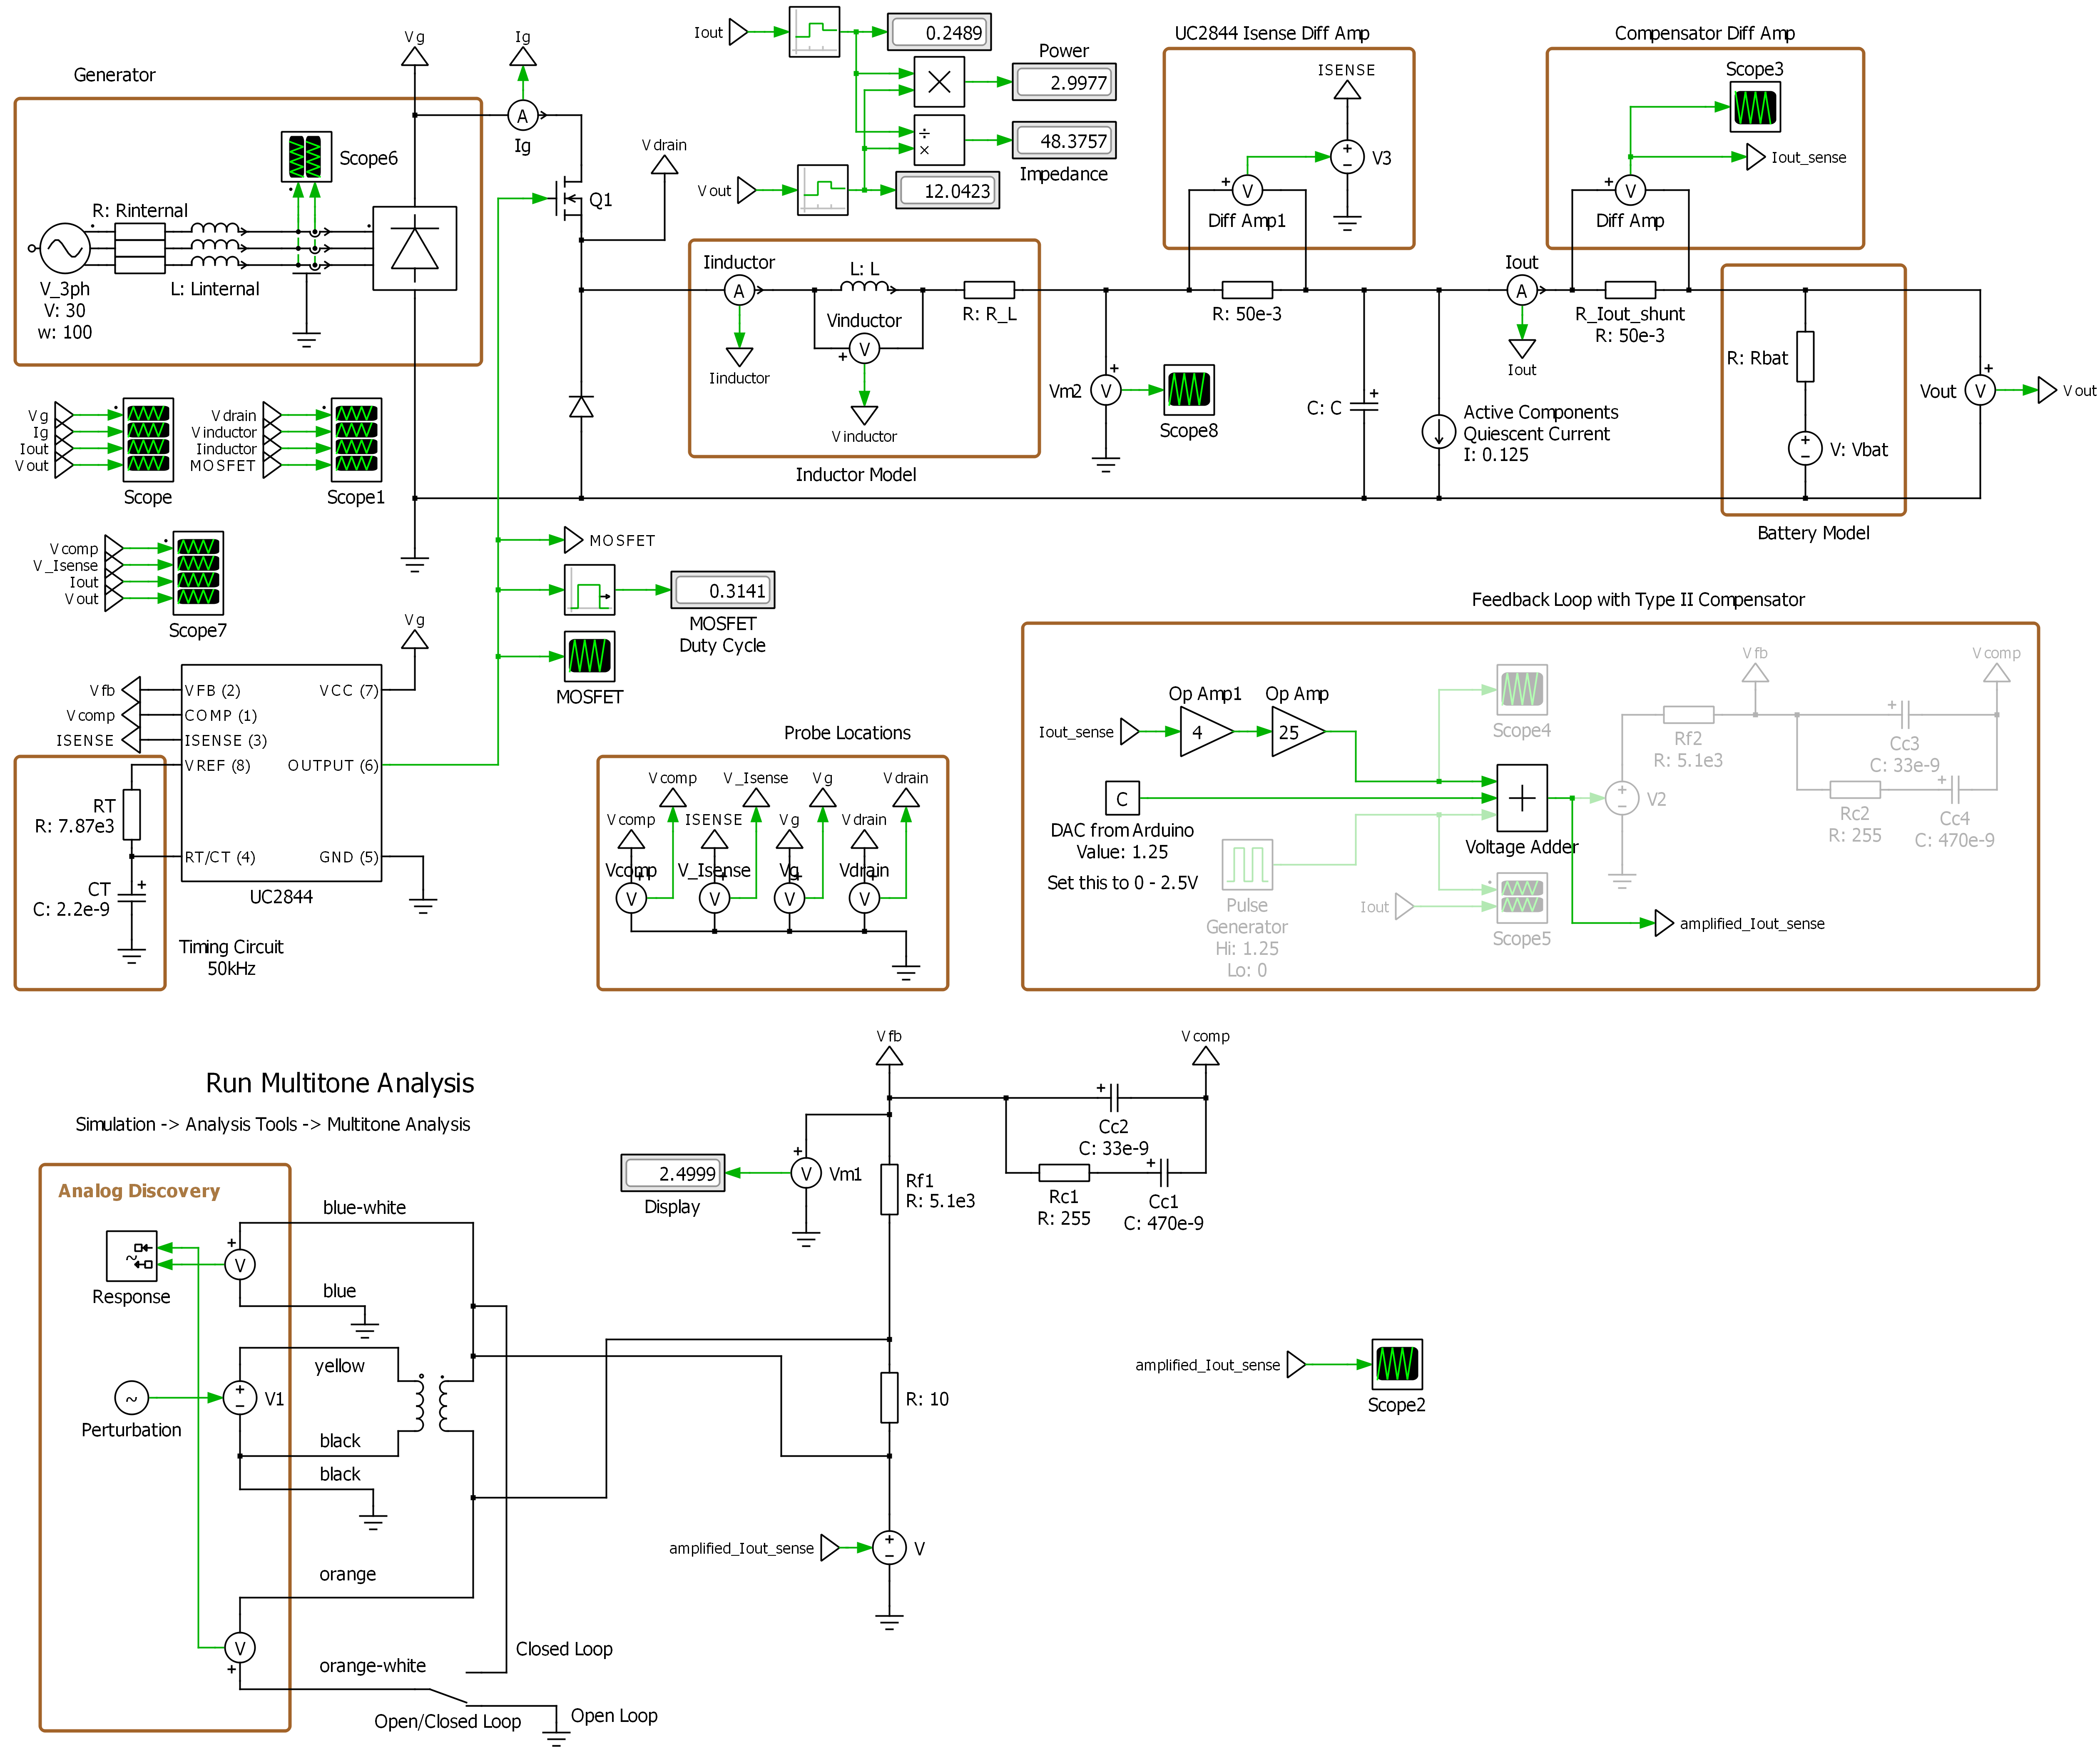 Generator
Vg
Ig
A
Ig
Scope6
R: Rinternal
L: Linternal
V_3ph
V: 30
w: 100
Q1
Vdrain
Iout
0.2489
Power
2.9977
÷
×
48.3757
Impedance
Vout
12.0423
UC2844 Isense Diff Amp
ISENSE
V3
V
Diff Amp1
R: 50e-3
Compensator Diff Amp
Scope3
Iout_sense
V
Diff Amp
Iout
A
Iout
R_Iout_shunt
R: 50e-3
Iinductor
A
Iinductor
L: L
Vinductor
V
Vinductor
R: R_L
Inductor Model
Vm2
V
Scope8
C: C
Active Components
Quiescent Current
I: 0.125
R: Rbat
V: Vbat
Battery Model
Vout
V
Vout
Vg
Ig
Iout
Vout
Scope
Vdrain
Vinductor
Iinductor
MOSFET
Scope1
Vcomp
V_Isense
Iout
Vout
Scope7
MOSFET
0.3141
MOSFET
Duty Cycle
MOSFET
Vg
Vfb
Vcomp
ISENSE
VFB (2)
COMP (1)
ISENSE (3)
VREF (8)
RT/CT (4)
VCC (7)
OUTPUT (6)
GND (5)
UC2844
RT
R: 7.87e3
CT
C: 2.2e-9
Timing Circuit
50kHz
Probe Locations
Vcomp
V_Isense
Vg
Vdrain
Vcomp
ISENSE
Vg
Vdrain
Vcomp
V_Isense
Vg
Vdrain
V
V
V
V
Feedback Loop with Type II Compensator
Iout_sense
Op Amp1
4
Op Amp
25
C
DAC from Arduino
Value: 1.25
Set this to 0 - 2.5V
Pulse
Generator
Hi: 1.25
Lo: 0
Scope4
Voltage Adder
Iout
Scope5
V2
Rf2
R: 5.1e3
Vfb
Vcomp
Cc3
C: 33e-9
Rc2
R: 255
Cc4
C: 470e-9
amplified_Iout_sense
Run Multitone Analysis
Simulation -> Analysis Tools -> Multitone Analysis
Vfb
Vcomp
Cc2
C: 33e-9
Rc1
R: 255
Cc1
C: 470e-9
2.4999
Display
V
Vm1
Rf1
R: 5.1e3
Analog Discovery
blue-white
Response
V
blue
yellow
Perturbation
V1
black
black
R: 10
amplified_Iout_sense
V
amplified_Iout_sense
Scope2
orange
V
orange-white
Closed Loop
Open/Closed Loop
Open Loop